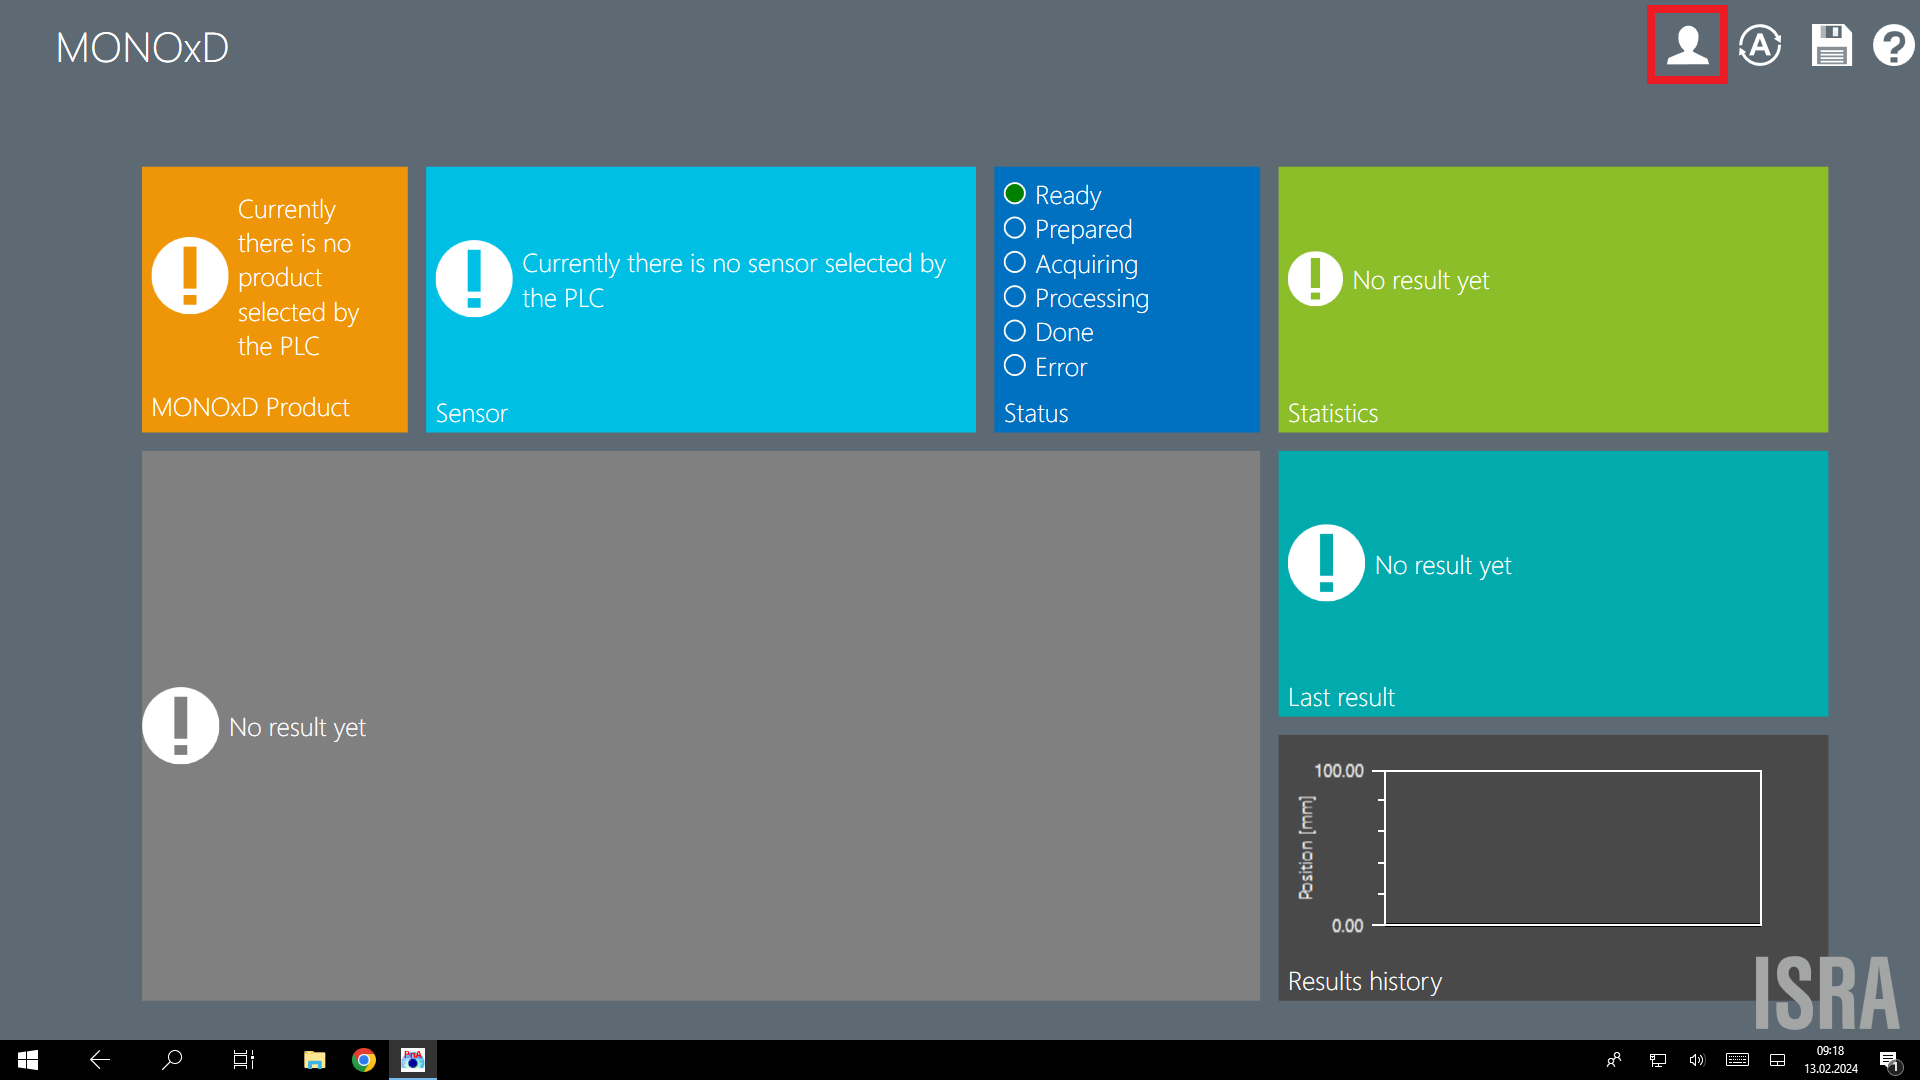 MONOxD
A
?
Currently
there is no
product
selected by
the PLC
MONOxD Product
Currently there is no sensor selected by
the PLC
Sensor
Ready
Prepared
Acquiring
Processing
Done
Error
Status
No result yet
Statistics
No result yet
No result yet
Last result
100.00
Position [mm]
0.00
Results history
ISRA
PriA
09:18
13.02.2024
1